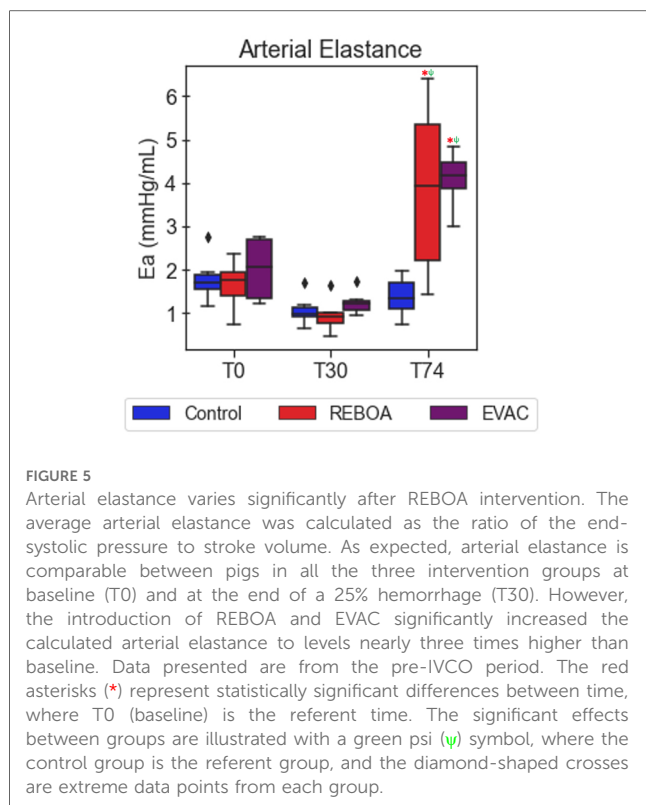 Arterial Elastance
*ψ
6
*ψ
5
4
3
2
1
Ea (mmHg/mL)
T0 T30 T74
Control REBOA EVAC
FIGURE 5
Arterial elastance varies significantly after REBOA intervention. The
average arterial elastance was calculated as the ratio of the end-
systolic pressure to stroke volume. As expected, arterial elastance is
comparable between pigs in all the three intervention groups at
baseline (T0) and at the end of a 25% hemorrhage (T30). However,
the introduction of REBOA and EVAC significantly increased the
calculated arterial elastance to levels nearly three times higher than
baseline. Data presented are from the pre-IVCO period. The red
asterisks (*) represent statistically significant differences between time,
where T0 (baseline) is the referent time. The significant effects
between groups are illustrated with a green psi (ψ) symbol, where the
control group is the referent group, and the diamond-shaped crosses
are extreme data points from each group.